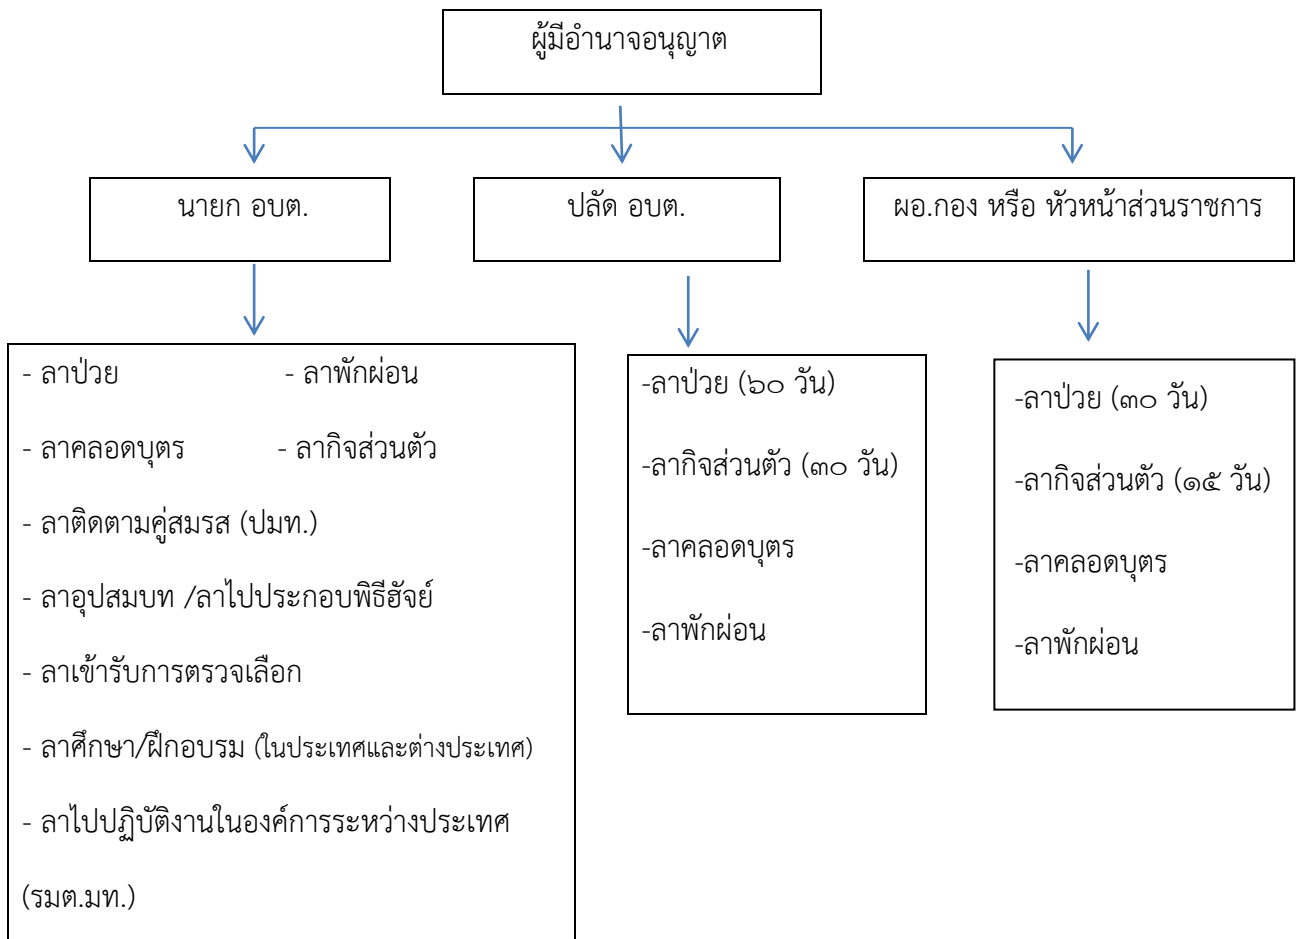 ผู้มีอำนาจอนุญาต
นายก อบต.
ปลัด อบต.
ผอ.กอง หรือ หัวหน้าส่วนราชการ
- ลาป่วย - ลาพักผ่อน
- ลาคลอดบุตร - ลากิจส่วนตัว
- ลาติดตามคู่สมรส (ปมท.)
- ลาอุปสมบท /ลาไปประกอบพิธีฮัจย์
- ลาเข้ารับการตรวจเลือก
- ลาศึกษา/ฝึกอบรม (ในประเทศและต่างประเทศ)
- ลาไปปฏิบัติงานในองค์การระหว่างประเทศ
(รมต.มท.)
-ลาป่วย (๖๐ วัน)
-ลากิจส่วนตัว (๓๐ วัน)
-ลาคลอดบุตร
-ลาพักผ่อน
-ลาป่วย (๓๐ วัน)
-ลากิจส่วนตัว (๑๕ วัน)
-ลาคลอดบุตร
-ลาพักผ่อน